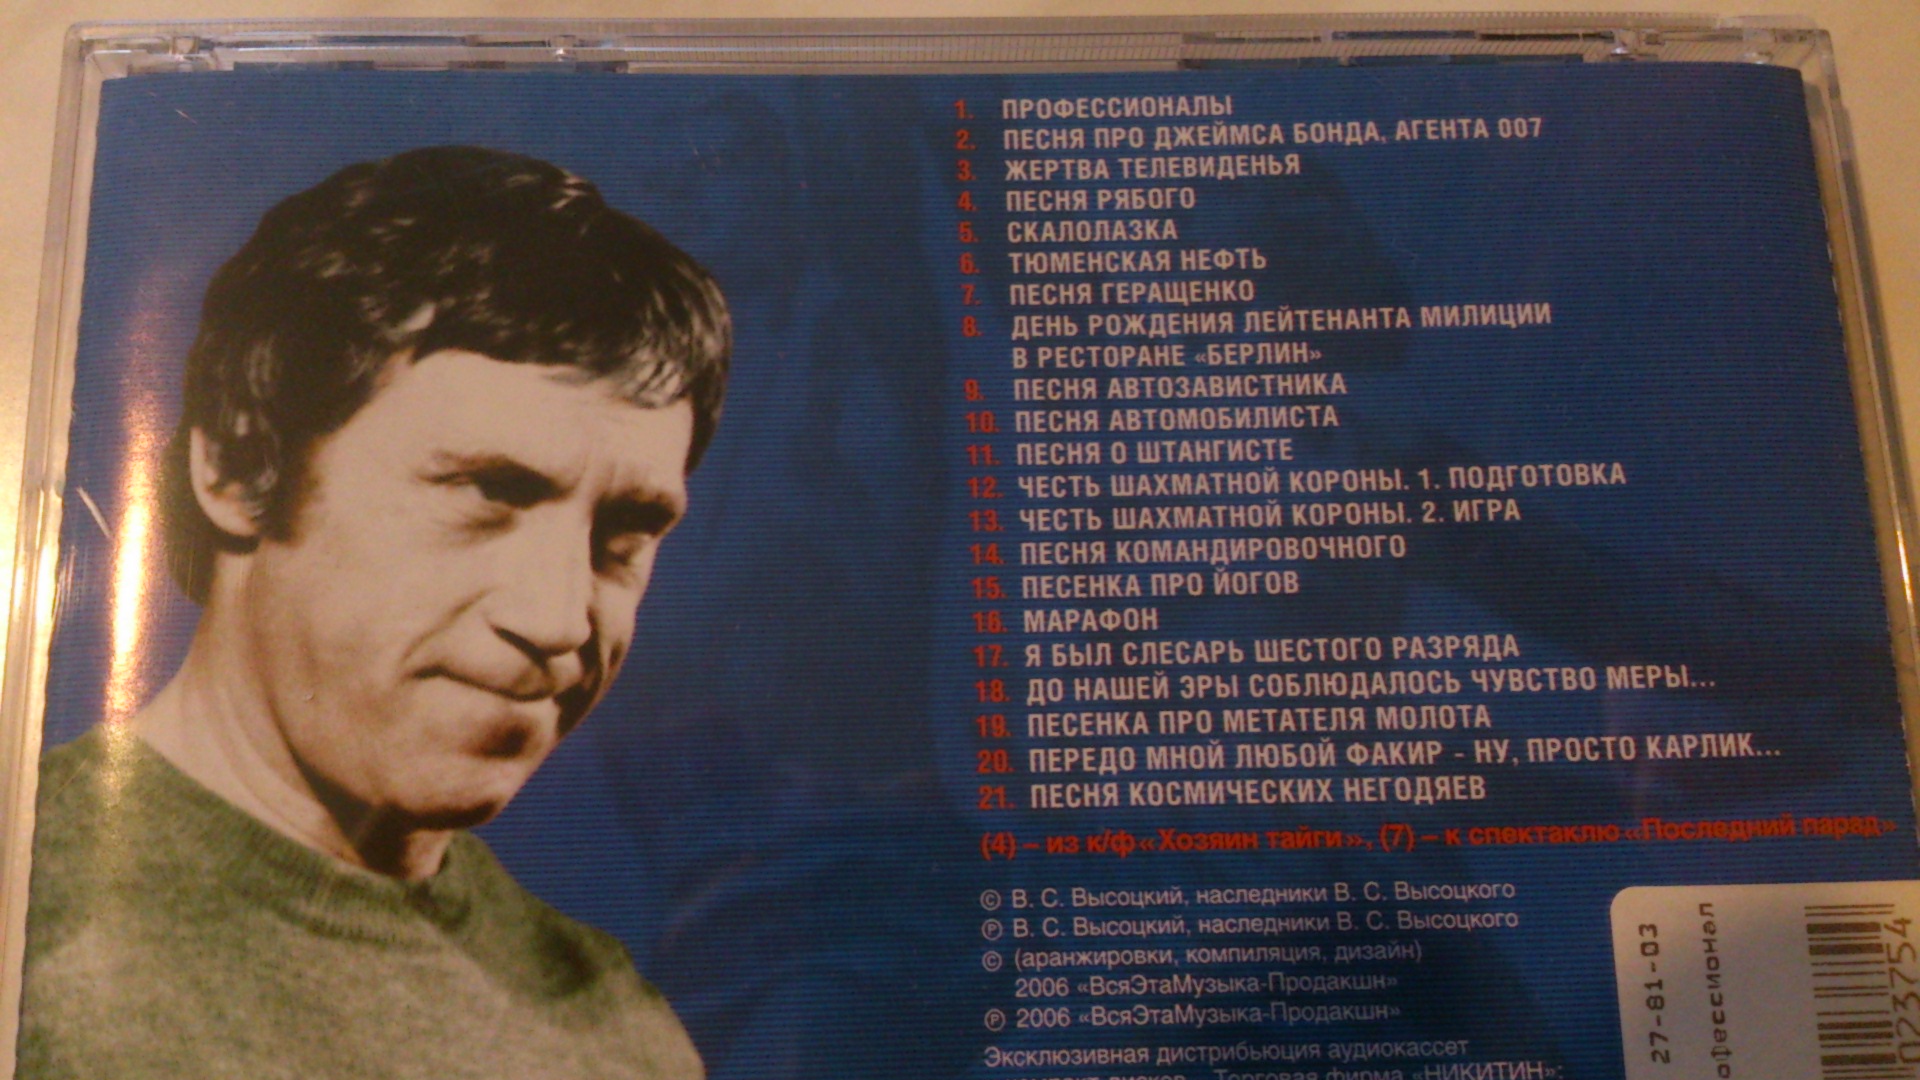 1. ПРОФЕССИОНАЛЫ
2. ПЕСНЯ ПРО ДЖЕЙМСА БОНДА, АГЕНТА 007
3. ЖЕРТВА ТЕЛЕВИДЕНЬЯ
4. ПЕСНЯ РЯБОГО
5. СКАЛОЛАЗКА
6. ТЮМЕНСКАЯ НЕФТЬ
7. ПЕСНЯ ГЕРАЩЕНКО
8. ДЕНЬ РОЖДЕНИЯ ЛЕЙТЕНАНТА МИЛИЦИИ
В РЕСТОРАНЕ «БЕРЛИН»
9. ПЕСНЯ АВТОЗАВИСТНИКА
10. ПЕСНЯ АВТОМОБИЛИСТА
11. ПЕСНЯ О ШТАНГИСТЕ
12. ЧЕСТЬ ШАХМАТНОЙ КОРОНЫ. 1. ПОДГОТОВКА
13. ЧЕСТЬ ШАХМАТНОЙ КОРОНЫ. 2. ИГРА
14. ПЕСНЯ КОМАНДИРОВОЧНОГО
15. ПЕСЕНКА ПРО ЙОГОВ
16. МАРАФОН
17. Я БЫЛ СЛЕСАРЬ ШЕСТОГО РАЗРЯДА
18. ДО НАШЕЙ ЭРЫ СОБЛЮДАЛОСЬ ЧУВСТВО МЕРЫ...
19. ПЕСЕНКА ПРО МЕТАТЕЛЯ МОЛОТА
20. ПЕРЕДО МНОЙ ЛЮБОЙ ФАКИР - НУ, ПРОСТО КАРЛИК...
21. ПЕСНЯ КОСМИЧЕСКИХ НЕГОДЯЕВ
(4) – из к/ф «Хозяин тайги», (7) – к спектаклю «Последний парад»
© В. С. Высоцкий, наследники В. С. Высоцкого
℗ В. С. Высоцкий, наследники В. С. Высоцкого
© (аранжировки, компиляция, дизайн)
2006 «ВсяЭтаМузыка-Продакшн»
℗ 2006 «ВсяЭтаМузыка-Продакшн»
Эксклюзивная дистрибьюция аудиокассет
компакт-дисков – Торговая фирма «НИКИТИН»:
27-81-03
офессионал
023754